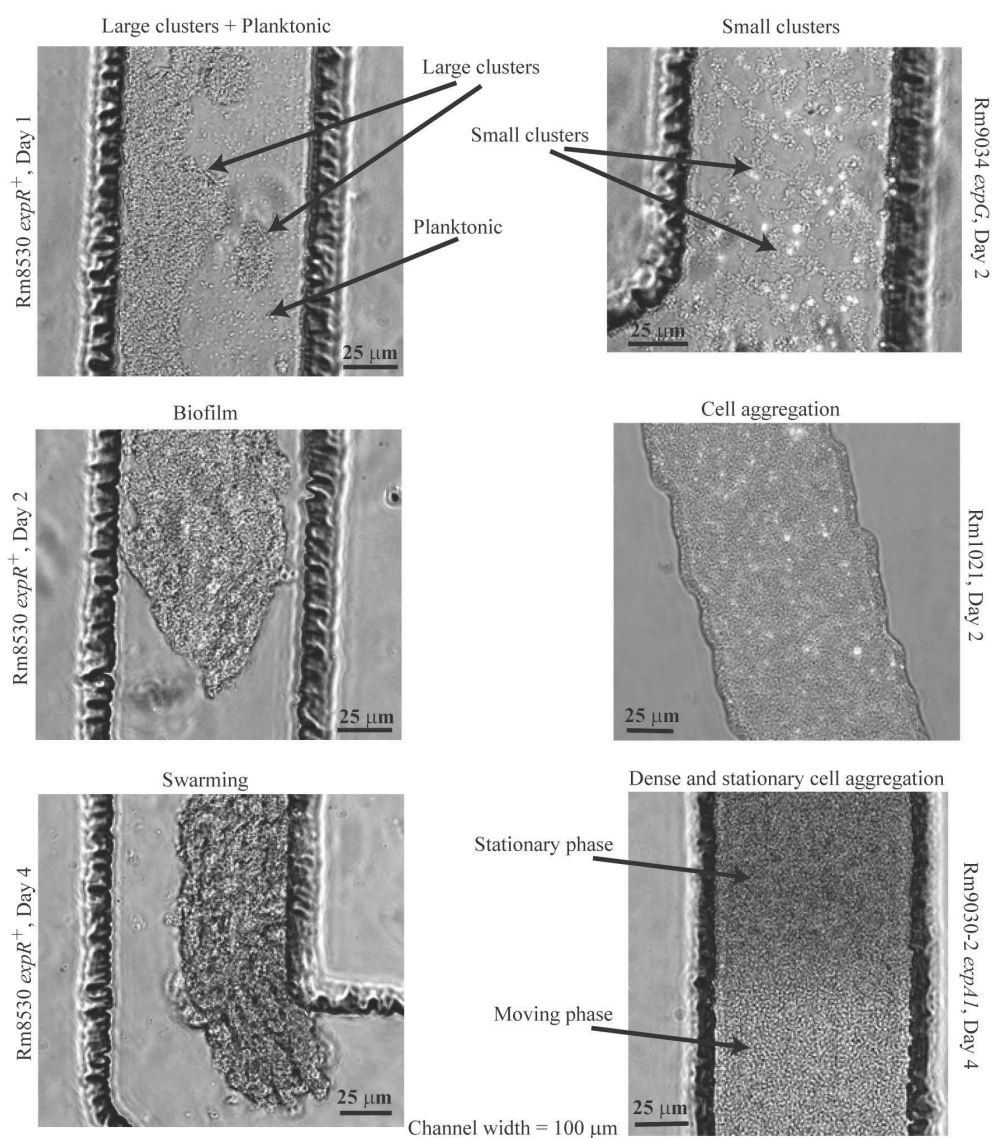 Large clusters + Planktonic
Small clusters
Rm8530 expR+, Day 1
Large clusters
Small clusters
Planktonic
25 μm
25 μm
Rm9034 expG, Day 2
Biofilm
Cell aggregation
Rm8530 expR+, Day 2
25 μm
25 μm
Rm1021, Day 2
Swarming
Dense and stationary cell aggregation
Rm8530 expR+, Day 4
Stationary phase
Moving phase
25 μm
25 μm
Rm9030-2 expA1, Day 4
Channel width = 100 μm